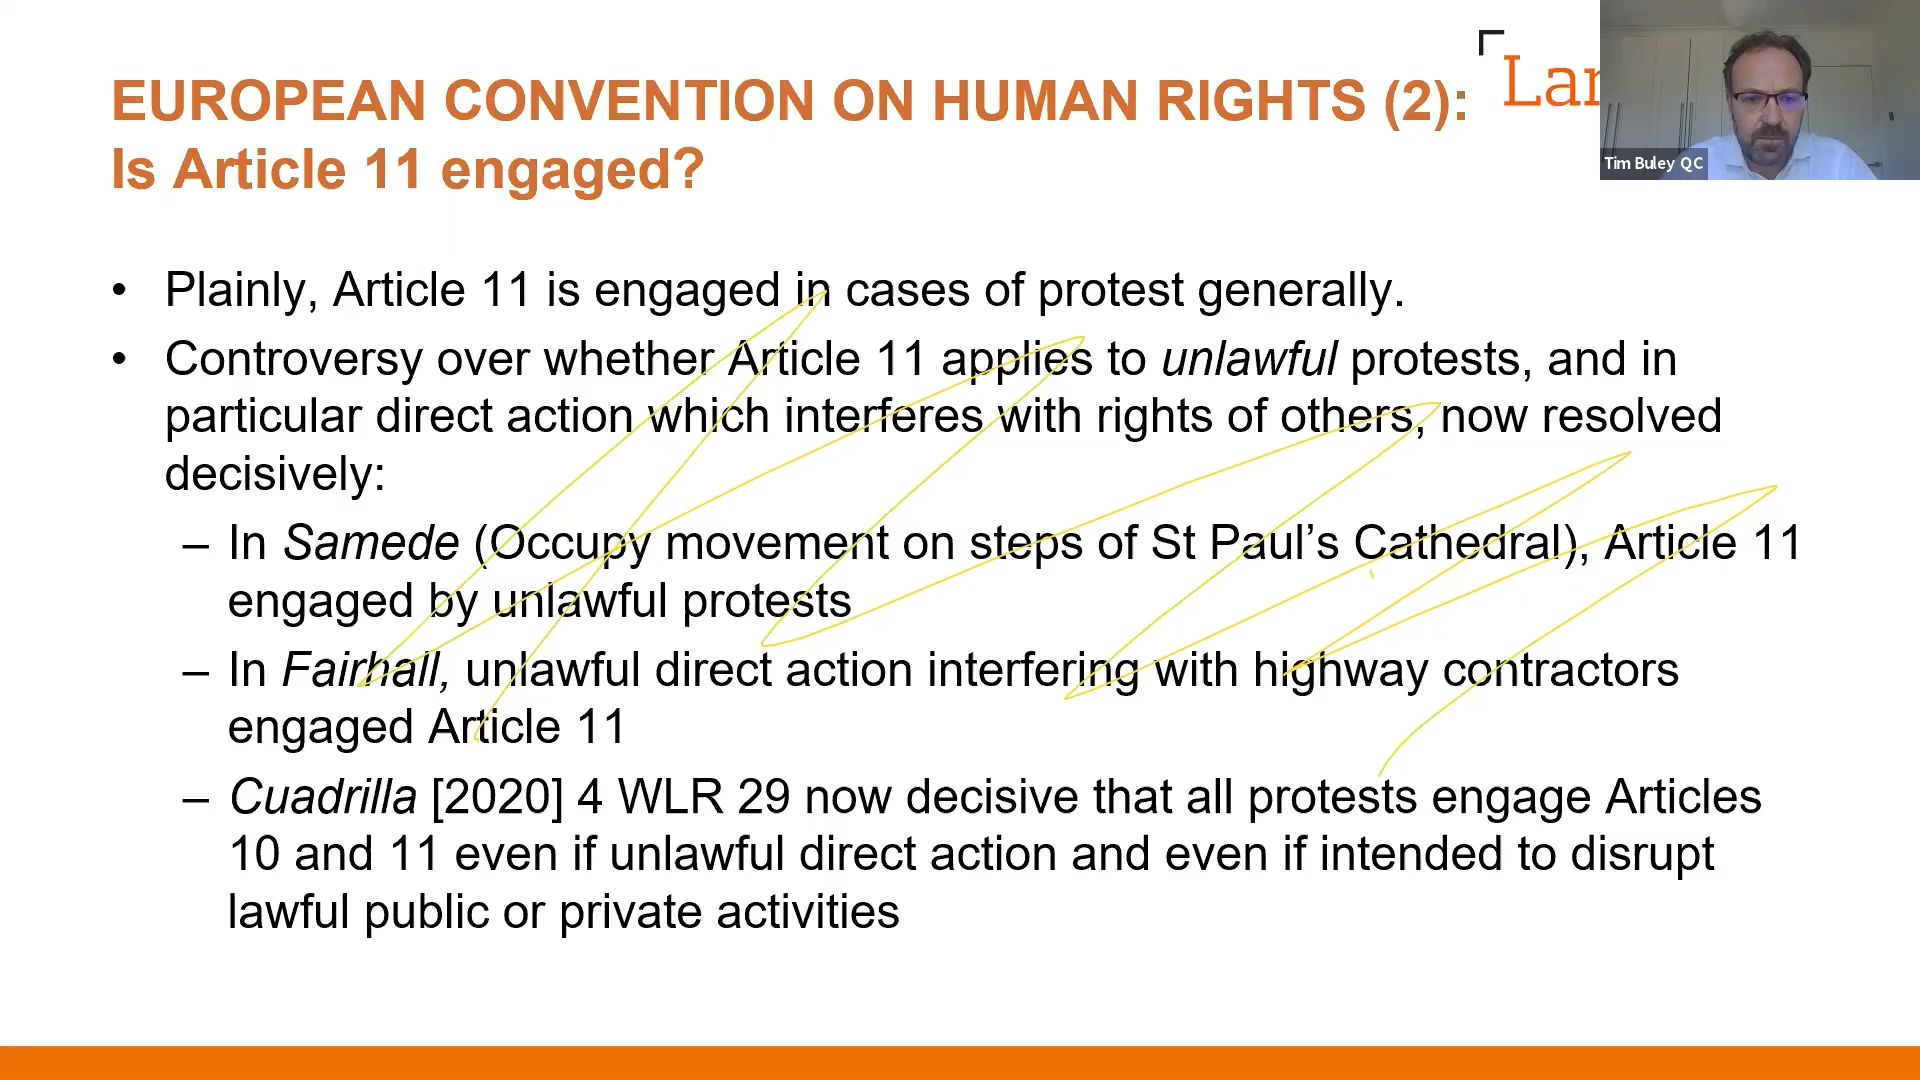 EUROPEAN CONVENTION ON HUMAN RIGHTS (2):
Is Article 11 engaged?
Lan
Tim Buley QC
• Plainly, Article 11 is engaged in cases of protest generally.
• Controversy over whether Article 11 applies to unlawful protests, and in
particular direct action which interferes with rights of others, now resolved
decisively:
– In Samede (Occupy movement on steps of St Paul’s Cathedral), Article 11
engaged by unlawful protests
– In Fairhall, unlawful direct action interfering with highway contractors
engaged Article 11
– Cuadrilla [2020] 4 WLR 29 now decisive that all protests engage Articles
10 and 11 even if unlawful direct action and even if intended to disrupt
lawful public or private activities